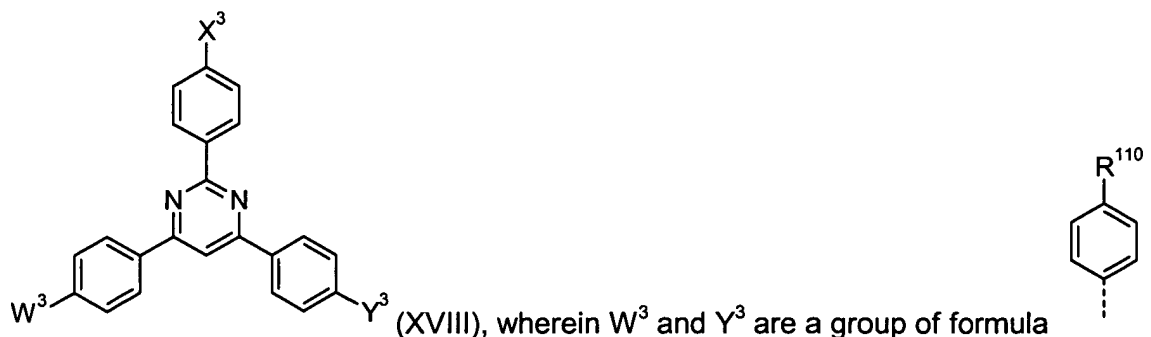 X³
R¹¹⁰
N N
W³ Y³ (XVIII), wherein W³ and Y³ are a group of formula